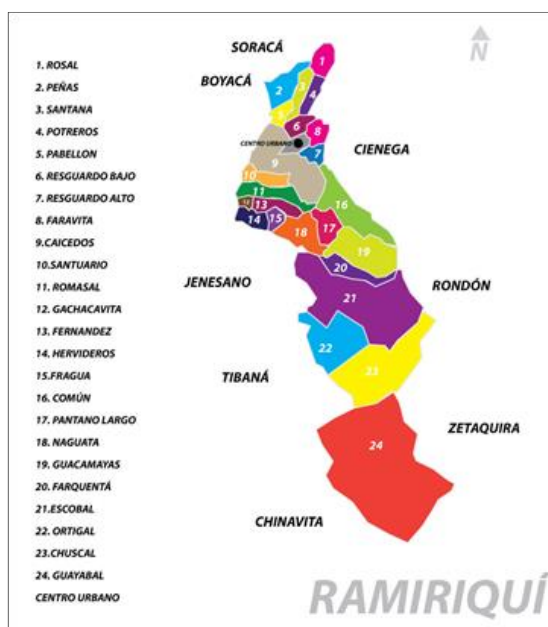 SORACÁ
BOYACÁ
CIENEGA
JENESANO
RONDÓN
TIBANÁ
ZETAQUIRA
CHINAVITA
N
1. ROSAL
2. PEÑAS
3. SANTANA
4. POTREROS
5. PABELLON
6. RESGUARDO BAJO
7. RESGUARDO ALTO
8. FARAVITA
9.CAICEDOS
10.SANTUARIO
11. ROMASAL
12. GACHACAVITA
13. FERNANDEZ
14. HERVIDEROS
15.FRAGUA
16. COMÚN
17. PANTANO LARGO
18. NAGUATA
19. GUACAMAYAS
20. FARQUENTÁ
21.ESCOBAL
22. ORTIGAL
23.CHUSCAL
24. GUAYABAL
CENTRO URBANO
1
2
3
4
5
6
8
CENTRO URBANO
7
9
10
11
16
12
13
14
15
17
18
19
20
21
22
23
24
RAMIRIQUÍ